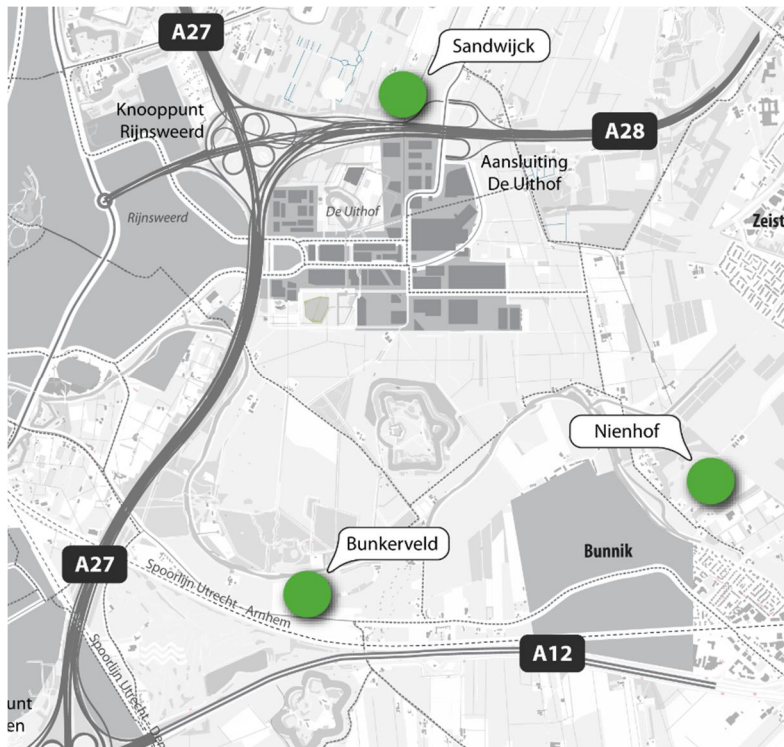 A27
Sandwijck
Knooppunt
Rijnsweerd
A28
Aansluiting
De Uithof
Rijnsweerd
De Uithof
Zeist
Nienhof
Bunkerveld
Bunnik
A27
Spoorlijn Utrecht - Arnhem
A12
Spoorlijn Utrecht - Den
unt
en